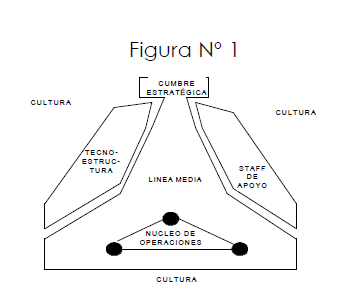 Figura Nº 1
CUMBRE
ESTRATÉGICA
CULTURA
CULTURA
TECNO-
ESTRUC-
TURA
STAFF
DE
APOYO
LINEA MEDIA
NUCLEO DE
OPERACIONES
CULTURA